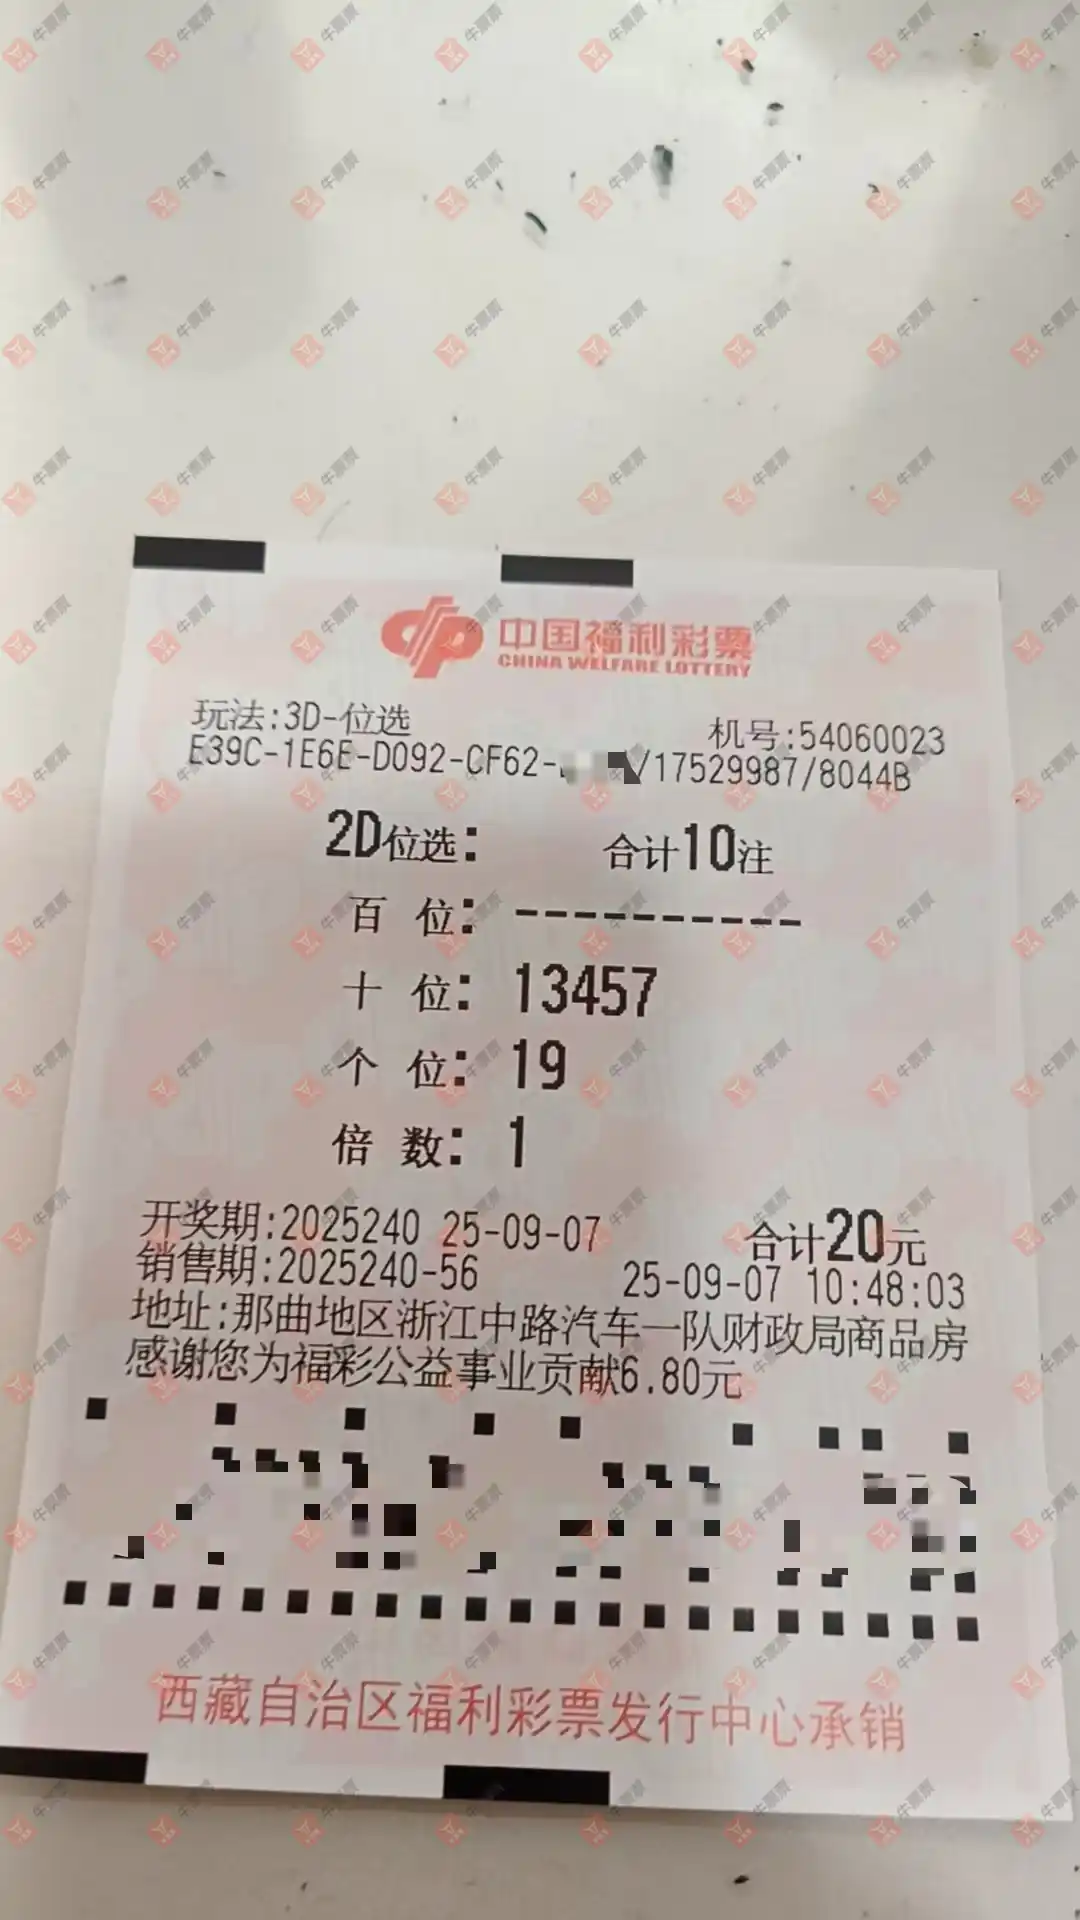 中国福利彩票
CHINA WELFARE LOTTERY
玩法:3D-位选 机号:54060023
E39C-1E6E-D092-CF62- /17529987/8044B
2D位选: 合计10注
百 位: ----------
十 位: 13457
个 位: 19
倍 数: 1
开奖期:2025240 25-09-07 合计20元
销售期:2025240-56 25-09-07 10:48:03
地址:那曲地区浙江中路汽车一队财政局商品房
感谢您为福彩公益事业贡献6.80元
西藏自治区福利彩票发行中心承销
牛票票